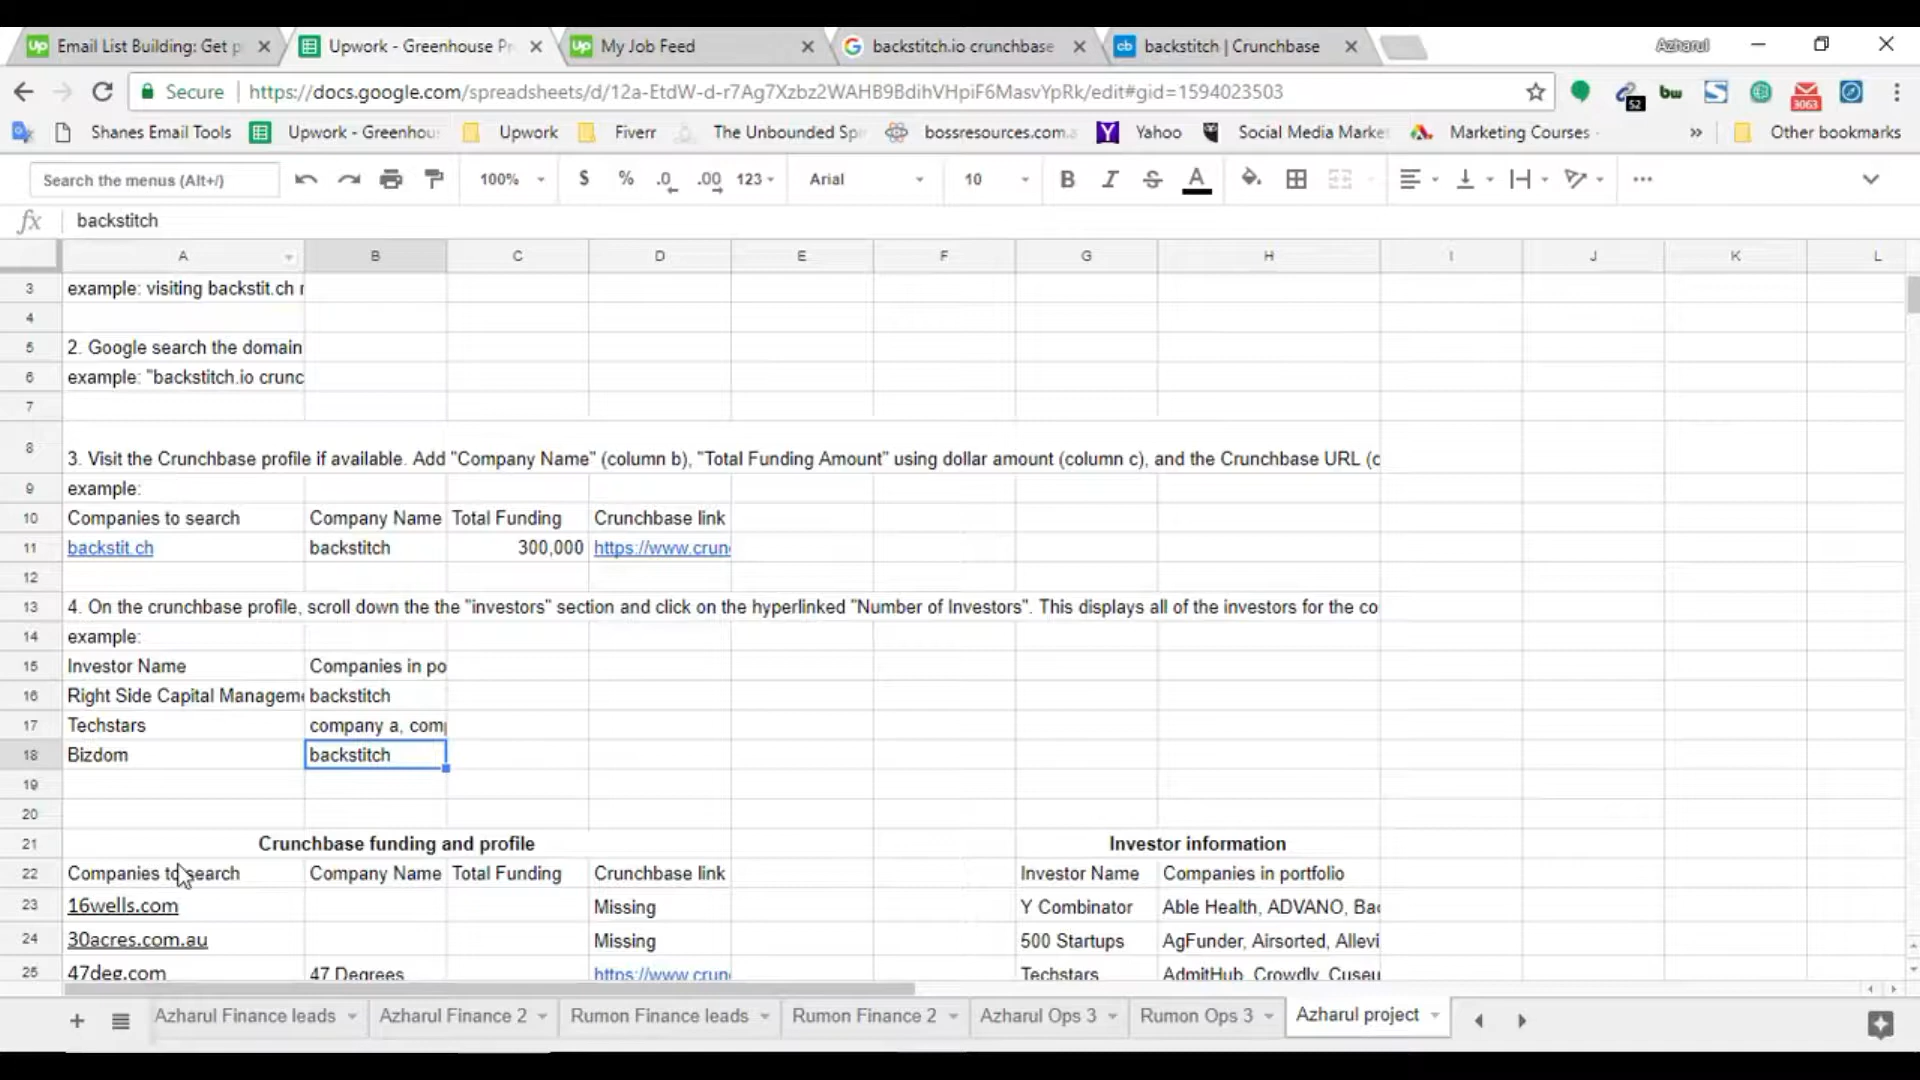 Email List Building: Get p
Upwork - Greenhouse Pr
My Job Feed
backstitch.io crunchbase
backstitch | Crunchbase
Azharul
Secure
https://docs.google.com/spreadsheets/d/12a-EtdW-d-r7Ag7Xzbz2WAHB9BdihVHpiF6MasvYpRk/edit#gid=1594023503
52
bw
3063
Shanes Email Tools
Upwork - Greenhou
Upwork
Fiverr
The Unbounded Sp
bossresources.com
Yahoo
Social Media Marke
Marketing Courses
Other bookmarks
Search the menus (Alt+/)
100%
$
%
.0
.00
123
Arial
10
B
I
S
A
fx
backstitch
A B C D E F G H I J K L
3 example: visiting backstit.ch r
4
5 2. Google search the domain
6 example: "backstitch.io crunc
7
8 3. Visit the Crunchbase profile if available. Add "Company Name" (column b), "Total Funding Amount" using dollar amount (column c), and the Crunchbase URL (c
9 example:
10 Companies to search Company Name Total Funding Crunchbase link
11 backstit.ch backstitch 300,000 https://www.crun
12
13 4. On the crunchbase profile, scroll down the the "investors" section and click on the hyperlinked "Number of Investors". This displays all of the investors for the co
14 example:
15 Investor Name Companies in po
16 Right Side Capital Manageme backstitch
17 Techstars company a, com
18 Bizdom backstitch
19
20
21 Crunchbase funding and profile Investor information
22 Companies to search Company Name Total Funding Crunchbase link Investor Name Companies in portfolio
23 16wells.com Missing Y Combinator Able Health, ADVANO, Bac
24 30acres.com.au Missing 500 Startups AgFunder, Airsorted, Allevi
25 47deg.com 47 Degrees https://www.crun Techstars AdmitHub, Crowdly, Cuseu
Azharul Finance leads
Azharul Finance 2
Rumon Finance leads
Rumon Finance 2
Azharul Ops 3
Rumon Ops 3
Azharul project